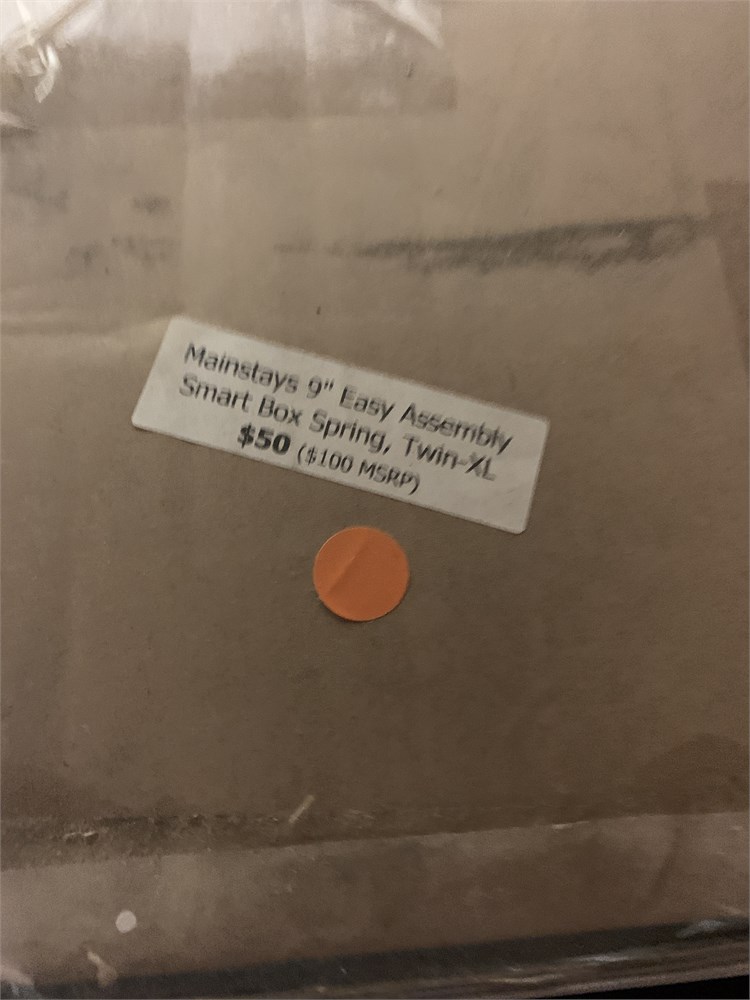 Mainstays 9" Easy Assembly
Smart Box Spring, Twin-XL
$50 ($100 MSRP)